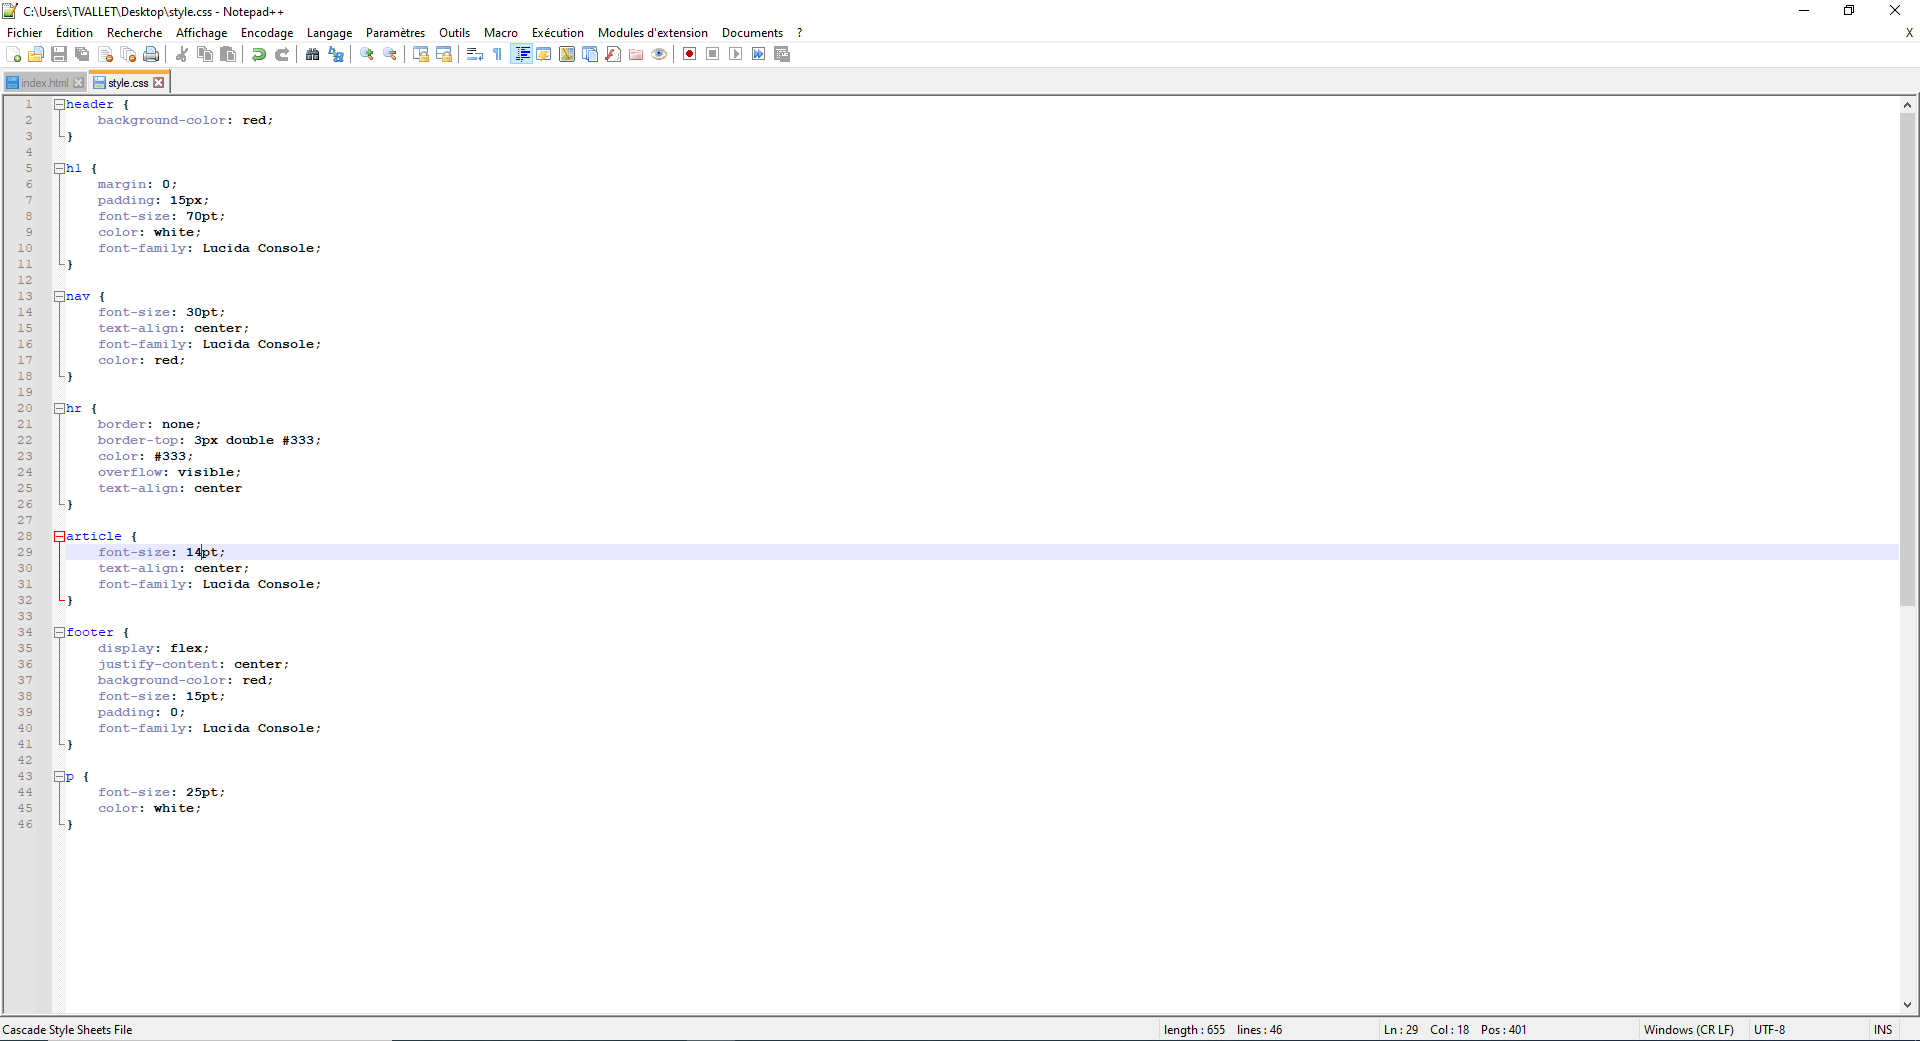 C:\Users\TVALLET\Desktop\style.css - Notepad++
Fichier Édition Recherche Affichage Encodage Langage Paramètres Outils Macro Exécution Modules d'extension Documents ? X
index.html style.css
1 header {
2 background-color: red;
3 }
4
5 h1 {
6 margin: 0;
7 padding: 15px;
8 font-size: 70pt;
9 color: white;
10 font-family: Lucida Console;
11 }
12
13 nav {
14 font-size: 30pt;
15 text-align: center;
16 font-family: Lucida Console;
17 color: red;
18 }
19
20 hr {
21 border: none;
22 border-top: 3px double #333;
23 color: #333;
24 overflow: visible;
25 text-align: center
26 }
27
28 article {
29 font-size: 14pt;
30 text-align: center;
31 font-family: Lucida Console;
32 }
33
34 footer {
35 display: flex;
36 justify-content: center;
37 background-color: red;
38 font-size: 15pt;
39 padding: 0;
40 font-family: Lucida Console;
41 }
42
43 p {
44 font-size: 25pt;
45 color: white;
46 }
Cascade Style Sheets File length : 655 lines : 46 Ln : 29 Col : 18 Pos : 401 Windows (CR LF) UTF-8 INS